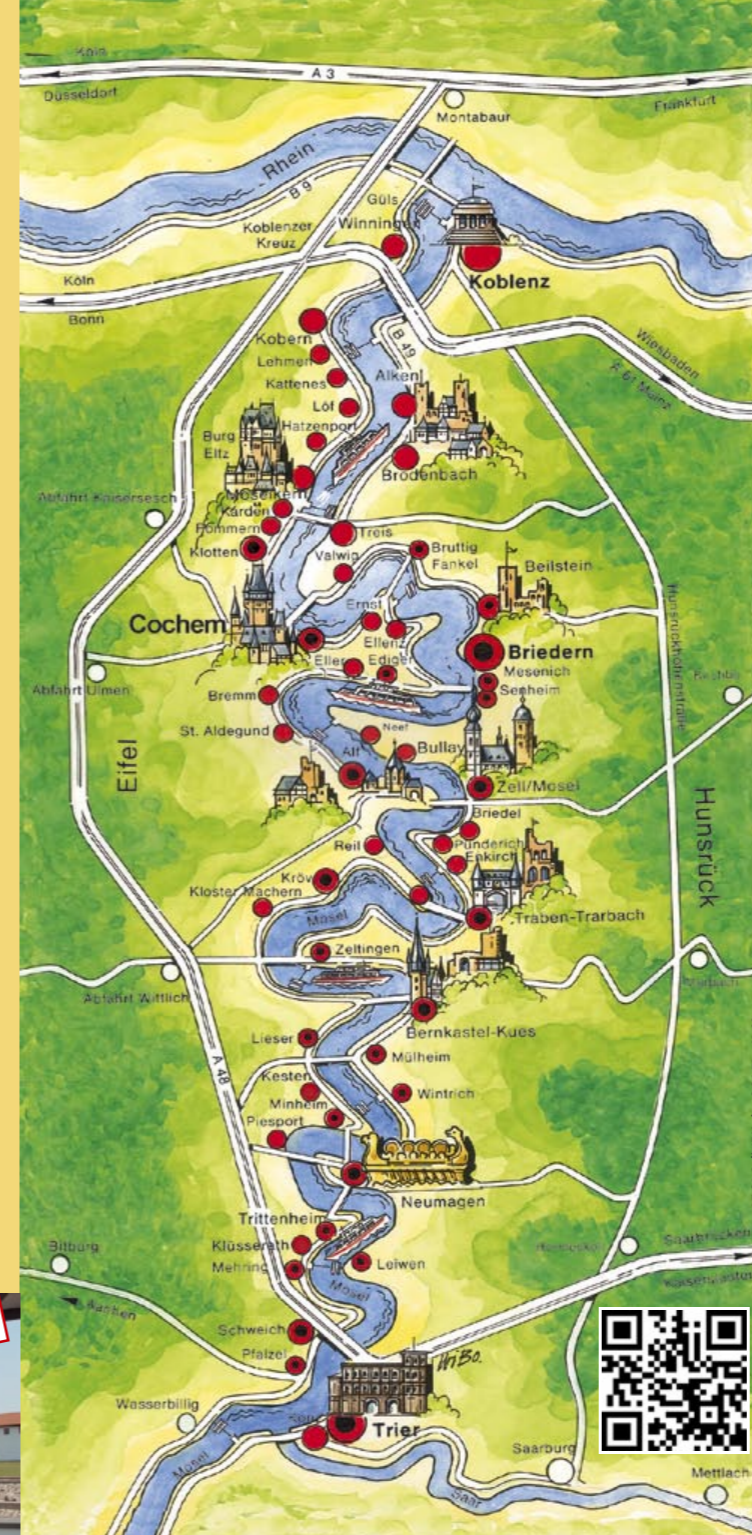 Köln
A 3
Düsseldorf
Frankfurt
Montabaur
Rhein
B 9
Güls
Winningen
Koblenzer
Kreuz
Koblenz
Köln
Bonn
Kobern
Lehmen
B 49
Wiesbaden
A 61 Mainz
Kattenes
Alken
Löf
Hatzenport
Burg
Eltz
Brodenbach
Moselkern
Abfahrt Kaisersesch
Karden
Pommern
Treis
Klotten
Valwig
Bruttig
Fankel
Beilstein
Hunsrückhöhenstraße
Ernst
Cochem
Ellenz
Briedern
Eller
Ediger
Mesenich
Abfahrt Ulmen
Bremm
Senheim
St. Aldegund
Neef
Eifel
Alf
Bullay
Zell/Mosel
Briedel
Hunsrück
Reil
Pünderich
Enkirch
Kröv
Kloster Machern
Mosel
Traben-Trarbach
Zeltingen
Abfahrt Wittlich
Bernkastel-Kues
Lieser
Mülheim
A 48
Kesten
Wintrich
Minheim
Piesport
Neumagen
Trittenheim
Klüsserath
Bitburg
Saarbrücken
Mehring
Leiwen
Mosel
Aachen
Schweich
Pfalzel
Wasserbillig
Trier
Saarburg
Mosel
Saar
Mettlach